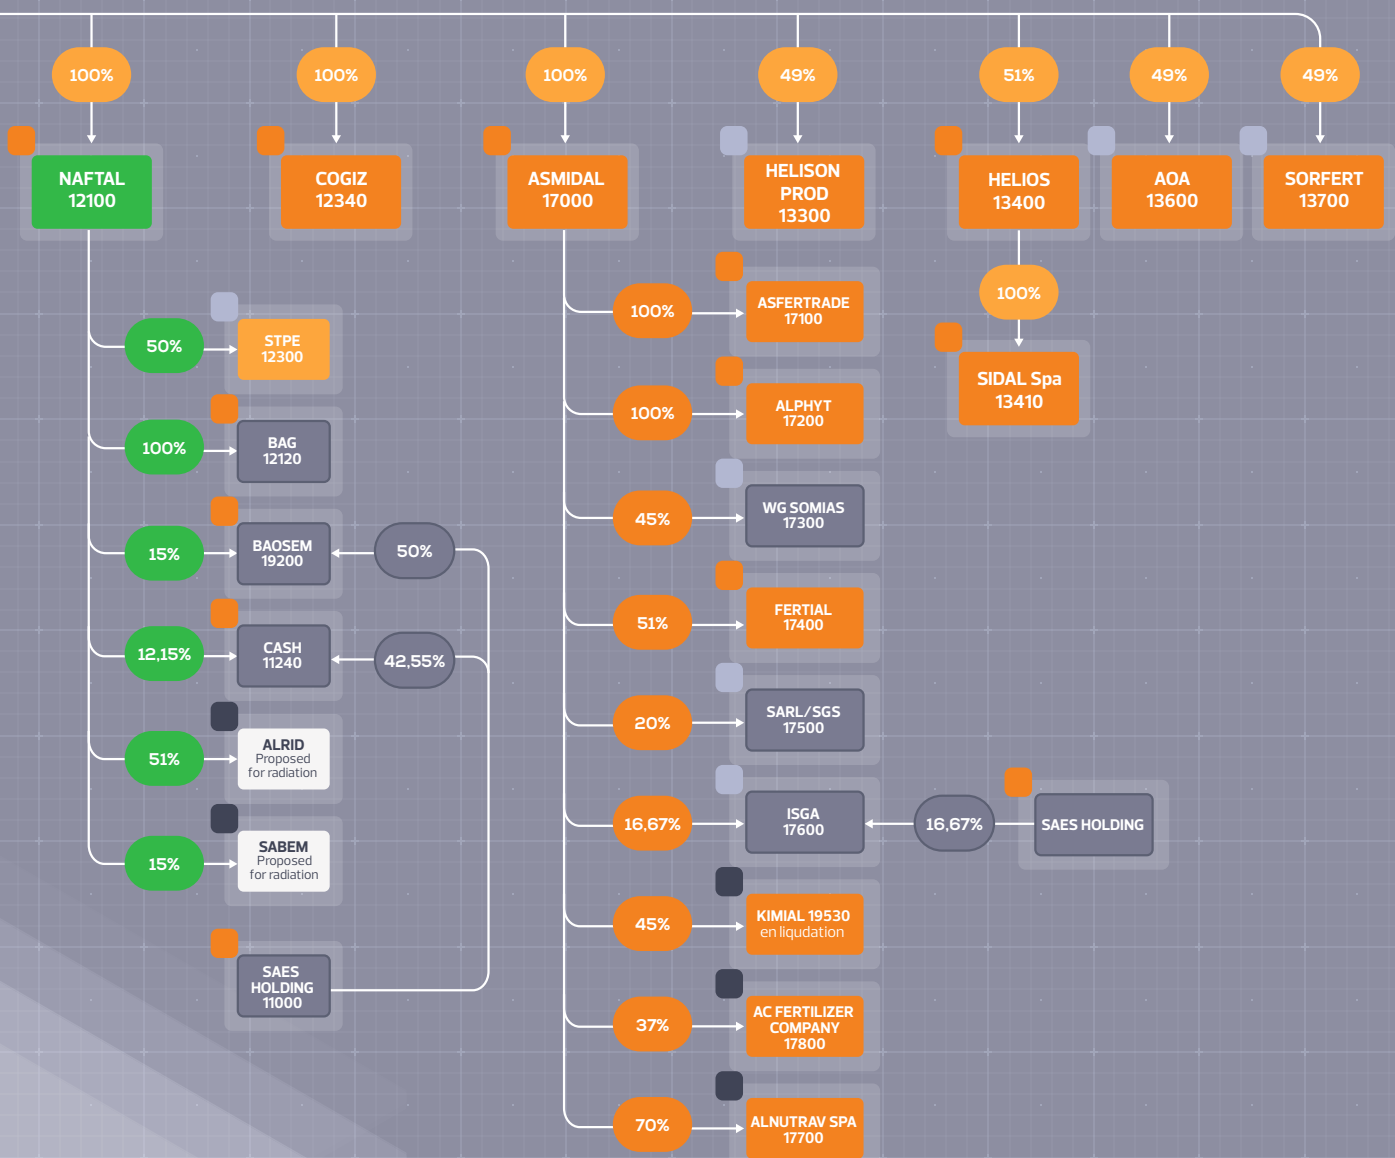 100%
100%
100%
49%
51%
49%
49%
NAFTAL
12100
COGIZ
12340
ASMIDAL
17000
HELISON
PROD
13300
HELIOS
13400
AOA
13600
SORFERT
13700
50%
STPE
12300
100%
BAG
12120
15%
BAOSEM
19200
50%
12,15%
CASH
11240
42,55%
51%
ALRID
Proposed
for radiation
15%
SABEM
Proposed
for radiation
SAES
HOLDING
11000
100%
ASFERTRADE
17100
100%
ALPHYT
17200
45%
WG SOMIAS
17300
51%
FERTIAL
17400
20%
SARL/SGS
17500
16,67%
ISGA
17600
16,67%
SAES HOLDING
45%
KIMIAL 19530
en liqudation
37%
AC FERTILIZER
COMPANY
17800
70%
ALNUTRAV SPA
17700
100%
SIDAL Spa
13410